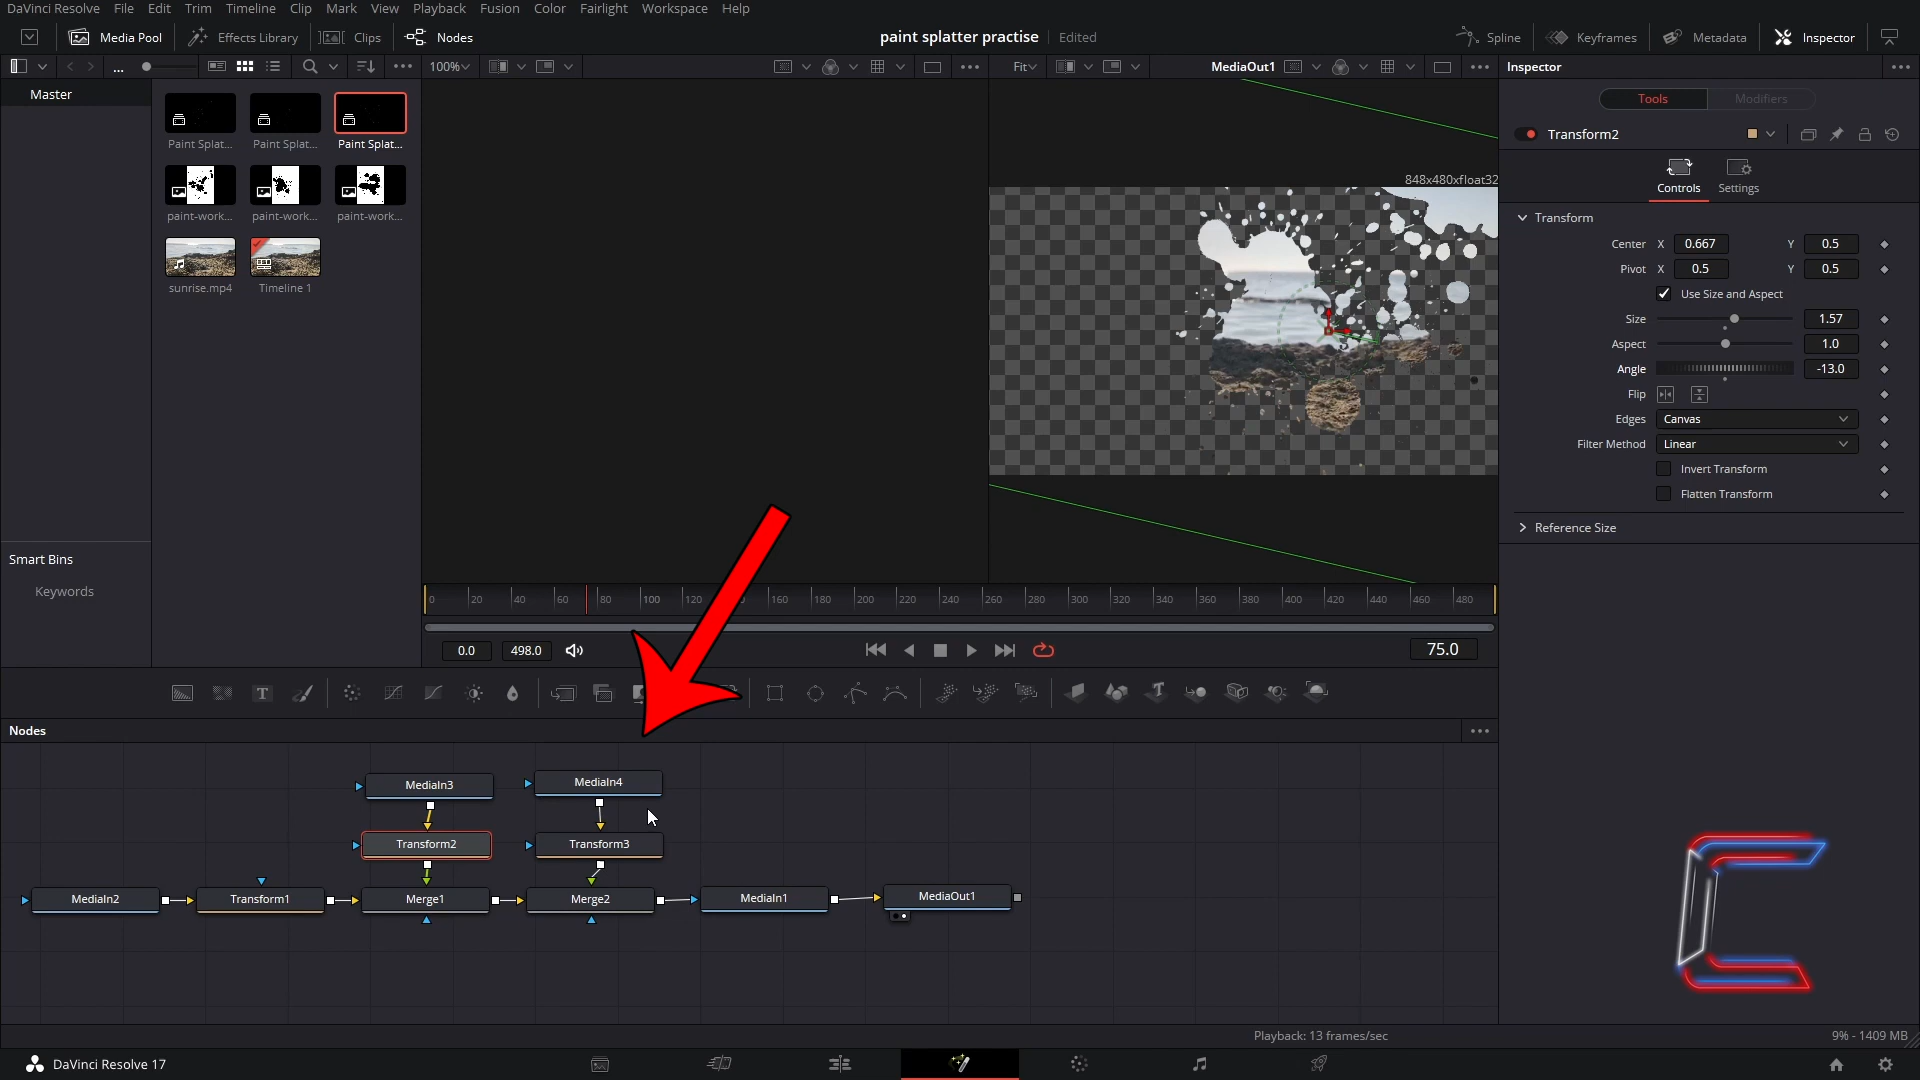 DaVinci Resolve File Edit Trim Timeline Clip Mark View Playback Fusion Color Fairlight Workspace Help
Media Pool Effects Library Clips Nodes paint splatter practise Edited Spline Keyframes Metadata Inspector
... 100% Fit MediaOut1 Inspector
Master
Tools Modifiers
Transform2
Paint Splat... Paint Splat... Paint Splat...
848x480xfloat32
Controls Settings
paint-work... paint-work... paint-work...
Transform
Center X 0.667 Y 0.5
Pivot X 0.5 Y 0.5
sunrise.mp4 Timeline 1
Use Size and Aspect
Size 1.57
Aspect 1.0
Angle -13.0
Flip
Edges Canvas
Filter Method Linear
Invert Transform
Flatten Transform
Reference Size
Smart Bins
Keywords
0 20 40 60 80 100 120 160 180 200 220 240 260 280 300 320 340 360 380 400 420 440 460 480
0.0 498.0 75.0
Nodes
MediaIn3 MediaIn4
Transform2 Transform3
MediaIn2 Transform1 Merge1 Merge2 MediaIn1 MediaOut1
Playback: 13 frames/sec 9% - 1409 MB
DaVinci Resolve 17